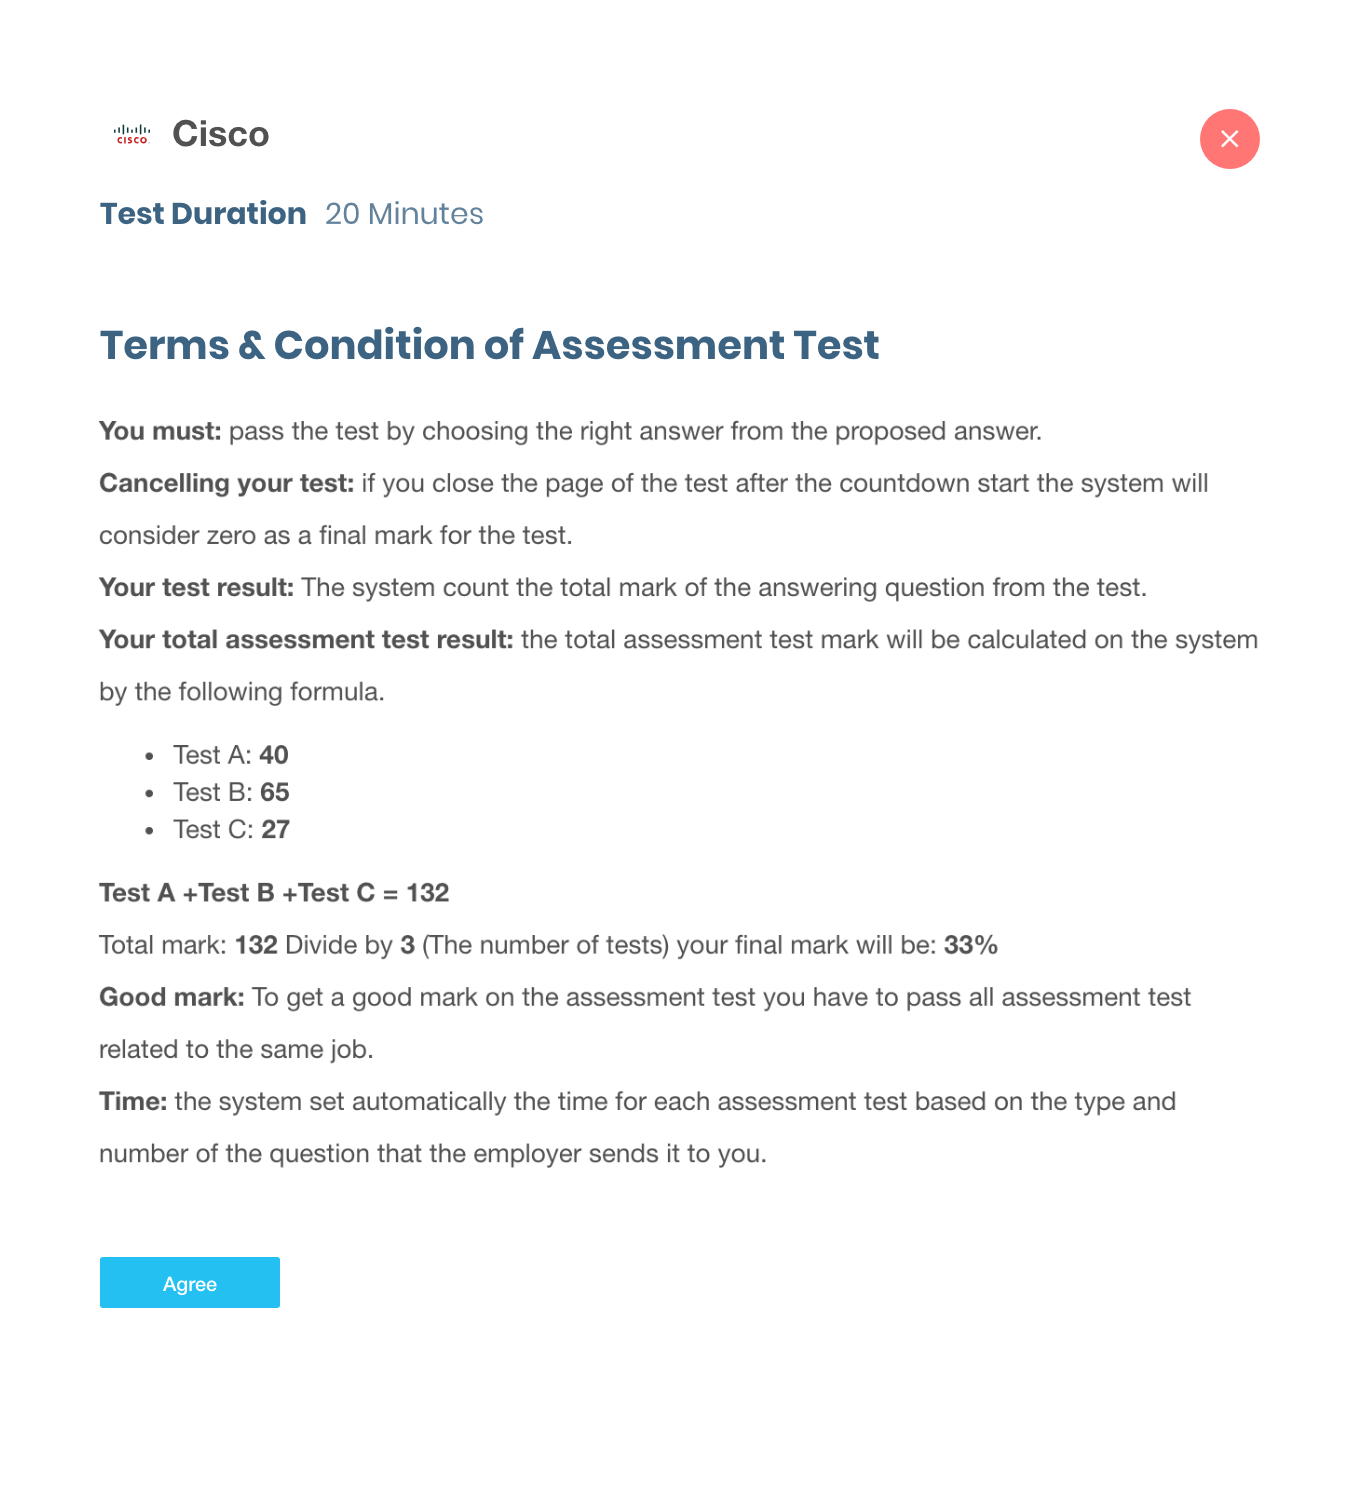 CISCO
Cisco
Test Duration 20 Minutes
Terms & Condition of Assessment Test
You must: pass the test by choosing the right answer from the proposed answer.
Cancelling your test: if you close the page of the test after the countdown start the system will
consider zero as a final mark for the test.
Your test result: The system count the total mark of the answering question from the test.
Your total assessment test result: the total assessment test mark will be calculated on the system
by the following formula.
• Test A: 40
• Test B: 65
• Test C: 27
Test A +Test B +Test C = 132
Total mark: 132 Divide by 3 (The number of tests) your final mark will be: 33%
Good mark: To get a good mark on the assessment test you have to pass all assessment test
related to the same job.
Time: the system set automatically the time for each assessment test based on the type and
number of the question that the employer sends it to you.
Agree